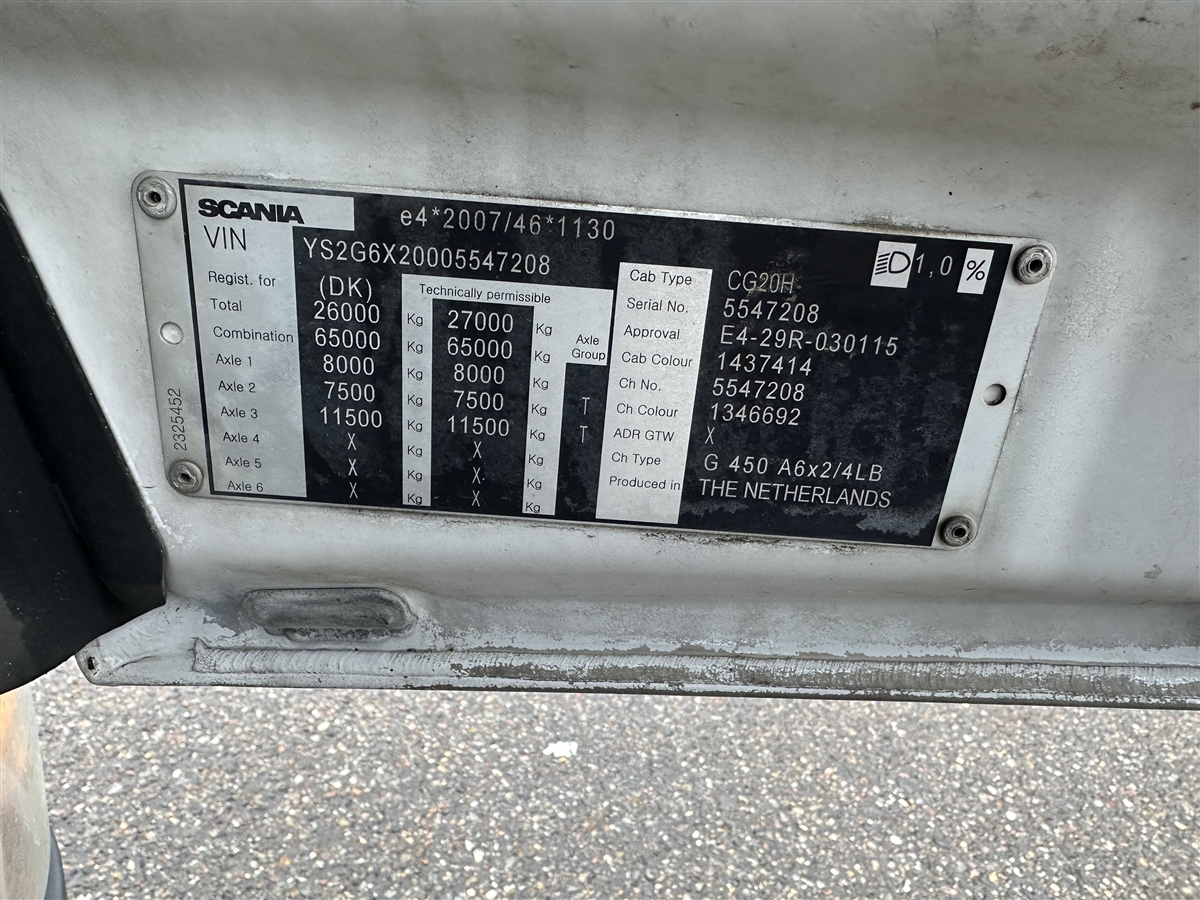 SCANIA e4*2007/46*1130
VIN YS2G6X20005547208
1,0 %
Regist. for (DK) Technically permissible
Total 26000 Kg 27000 Kg
Combination 65000 Kg 65000 Kg Axle Group
Axle 1 8000 Kg 8000 Kg
Axle 2 7500 Kg 7500 Kg T
Axle 3 11500 Kg 11500 Kg T
Axle 4 X Kg X Kg
Axle 5 X Kg X Kg
Axle 6 X Kg X Kg
Cab Type CG20H
Serial No. 5547208
Approval E4-29R-030115
Cab Colour 1437414
Ch No. 5547208
Ch Colour 1346692
ADR GTW X
Ch Type G 450 A6x2/4LB
Produced in THE NETHERLANDS
2325452